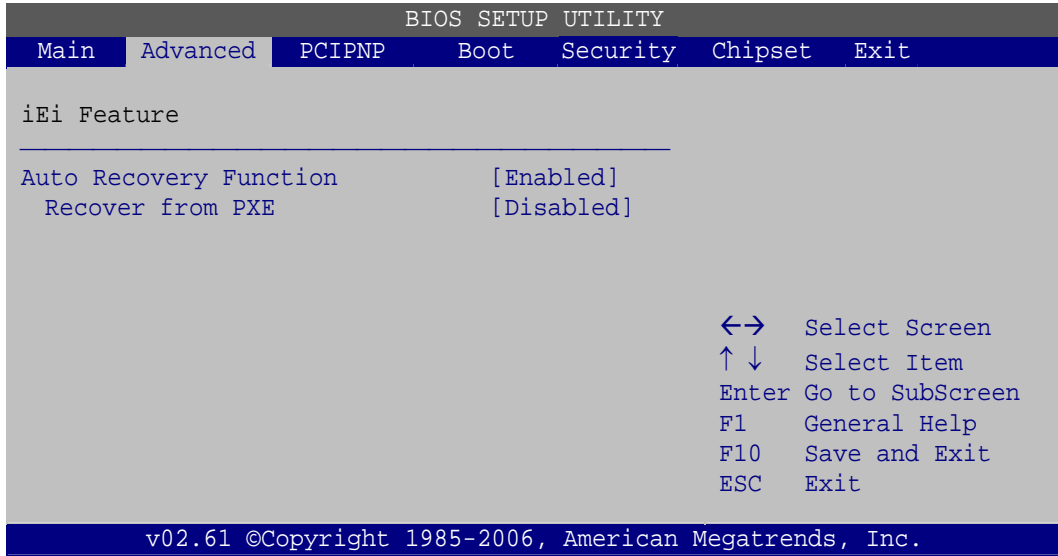 BIOS SETUP UTILITY
Main Advanced PCIPNP Boot Security Chipset Exit
iEi Feature
Auto Recovery Function [Enabled]
Recover from PXE [Disabled]
←→ Select Screen
↑ ↓ Select Item
Enter Go to SubScreen
F1 General Help
F10 Save and Exit
ESC Exit
v02.61 ©Copyright 1985-2006, American Megatrends, Inc.